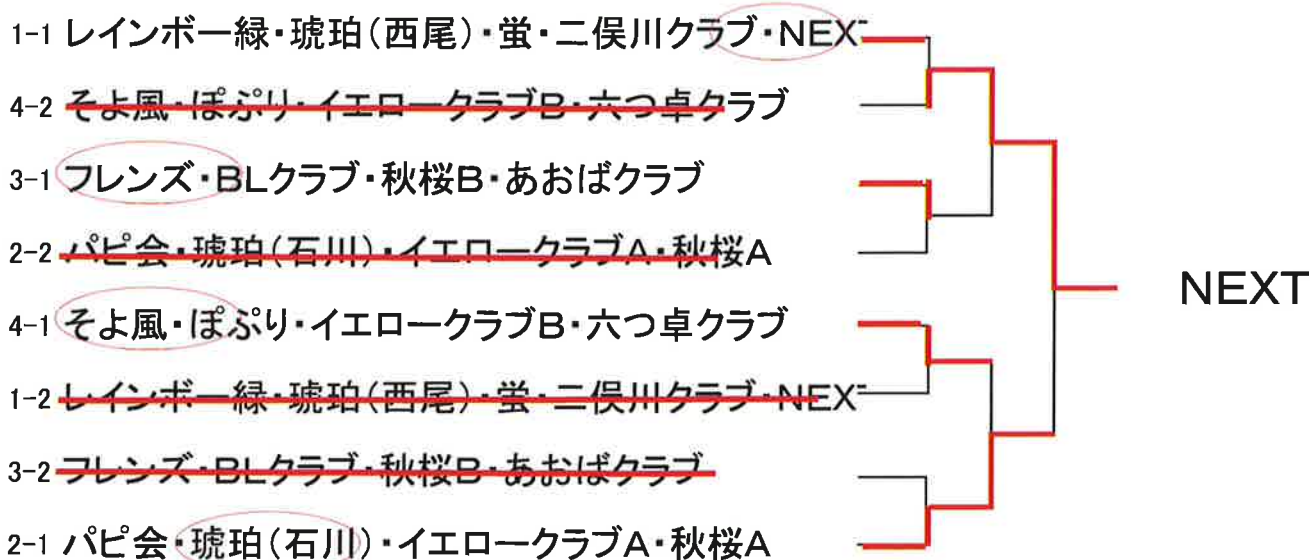 1-1 レインボー緑・琥珀(西尾)・蛍・二俣川クラブ・NEX
4-2 そよ風・ぽぷり・イエロークラブB・六つ卓クラブ
3-1 フレンズ・BLクラブ・秋桜B・あおばクラブ
2-2 パピ会・琥珀(石川)・イエロークラブA・秋桜A
NEXT
4-1 そよ風・ぽぷり・イエロークラブB・六つ卓クラブ
1-2 レインボー緑・琥珀(西尾)・蛍・二俣川クラブ・NEX
3-2 フレンズ・BLクラブ・秋桜B・あおばクラブ
2-1 パピ会・琥珀(石川)・イエロークラブA・秋桜A